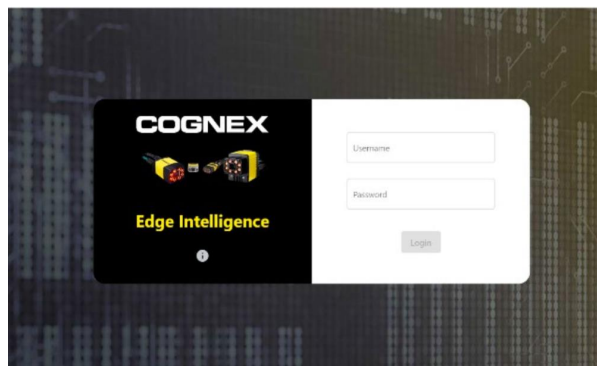 COGNEX
Edge Intelligence
Username
Password
Login